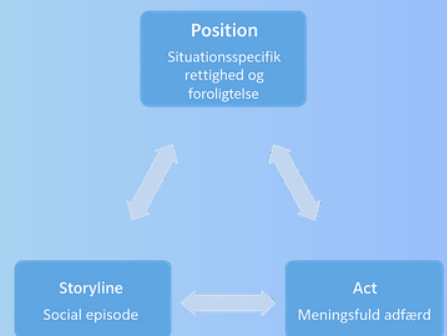 Position
Situationsspecifik
rettighed og
foroligtelse
Storyline
Social episode
Act
Meningsfuld adfærd